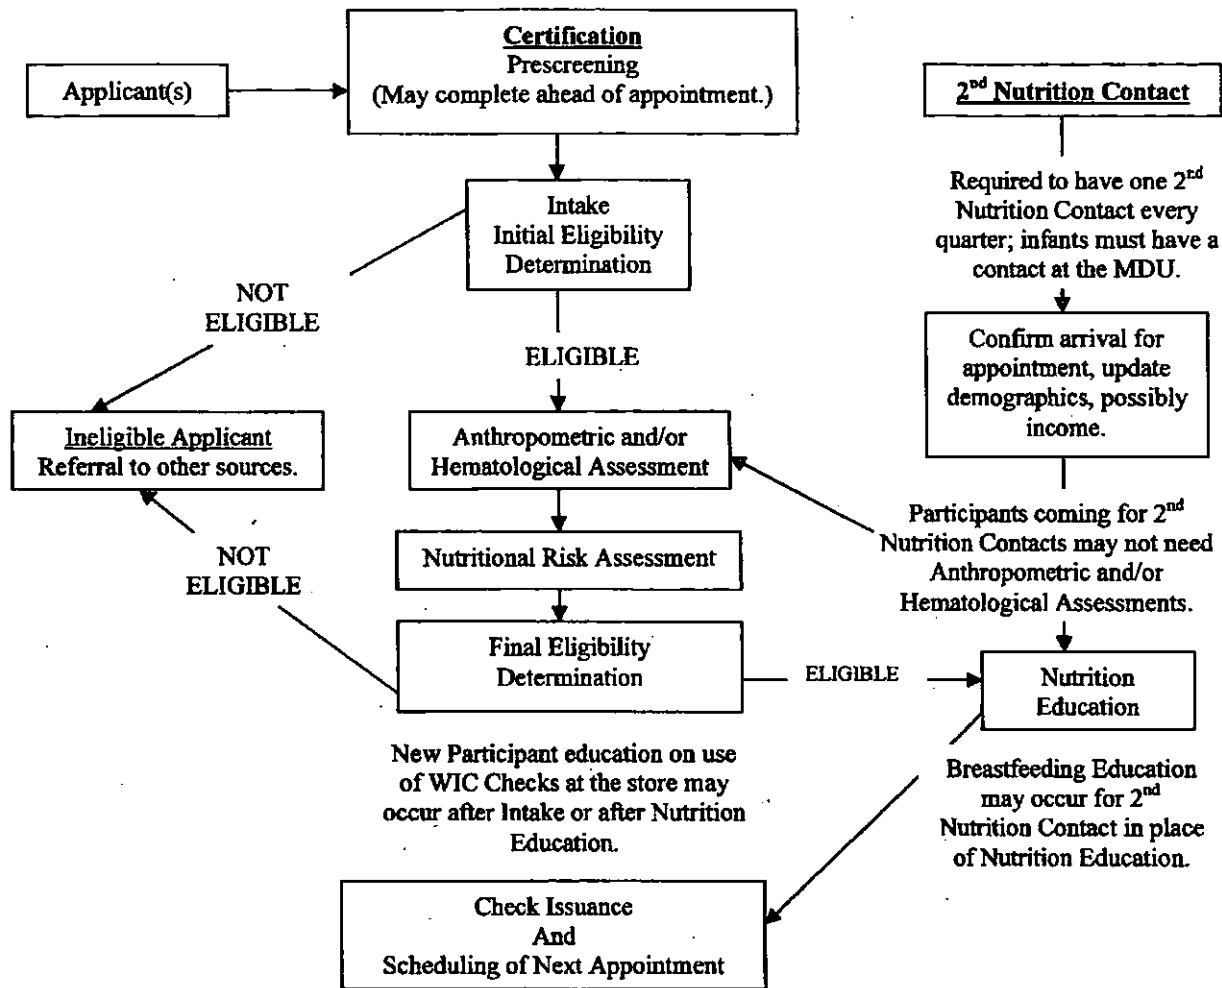 Applicant(s)
Certification
Prescreening
(May complete ahead of appointment.)
2nd Nutrition Contact
Intake
Initial Eligibility
Determination
Required to have one 2nd
Nutrition Contact every
quarter; infants must have a
contact at the MDU.
NOT
ELIGIBLE
ELIGIBLE
Confirm arrival for
appointment, update
demographics, possibly
income.
Ineligible Applicant
Referral to other sources.
Anthropometric and/or
Hematological Assessment
Participants coming for 2nd
Nutrition Contacts may not need
Anthropometric and/or
Hematological Assessments.
NOT
ELIGIBLE
Nutritional Risk Assessment
Final Eligibility
Determination
ELIGIBLE
Nutrition
Education
New Participant education on use
of WIC Checks at the store may
occur after Intake or after Nutrition
Education.
Breastfeeding Education
may occur for 2nd
Nutrition Contact in place
of Nutrition Education.
Check Issuance
And
Scheduling of Next Appointment